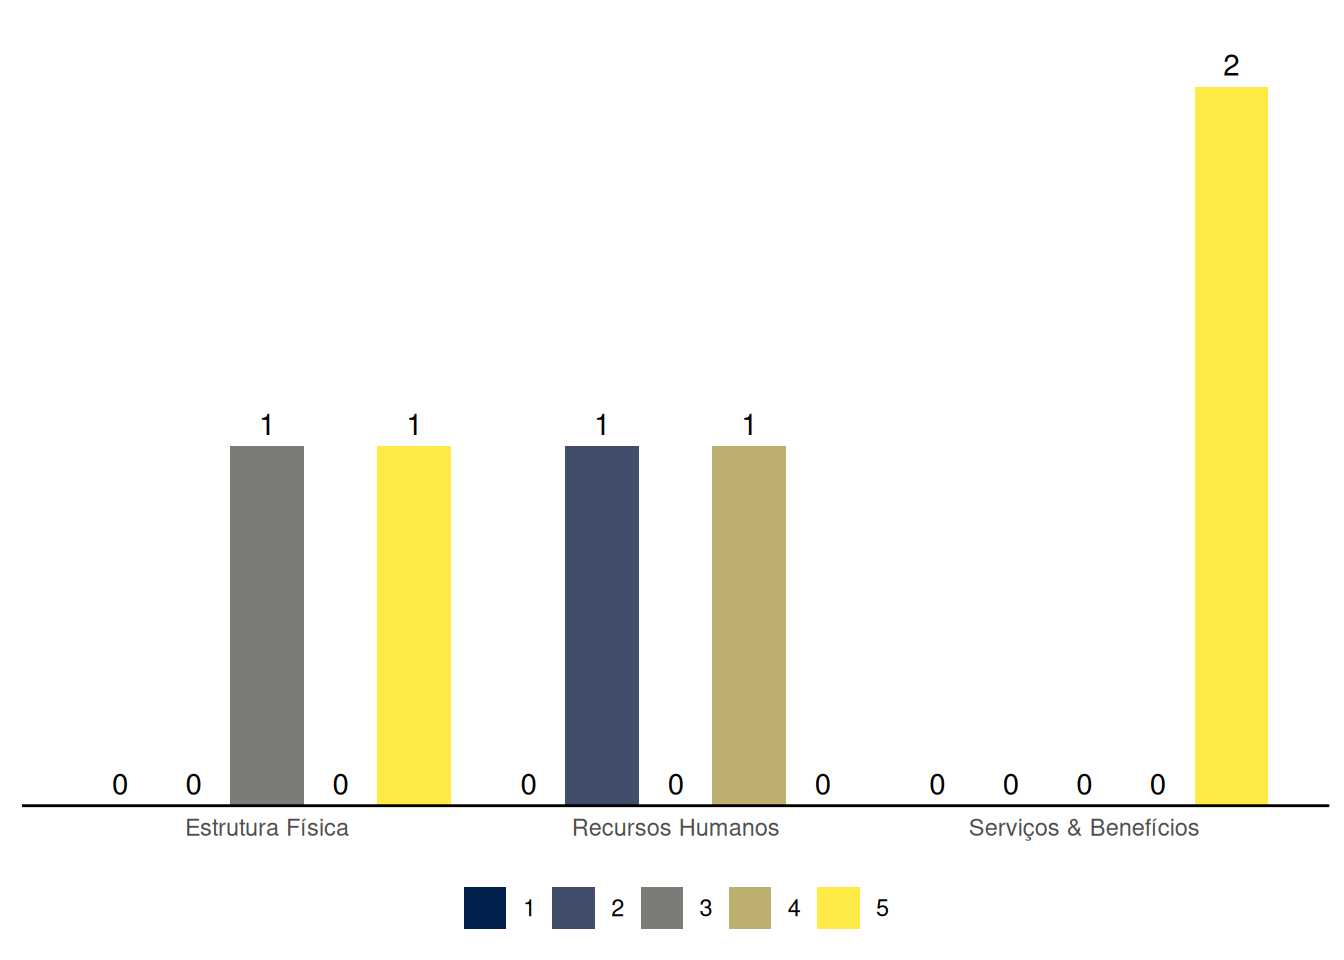 2
1 1 1 1
0 0 0 0 0 0 0 0 0 0
Estrutura Física Recursos Humanos Serviços & Benefícios
1 2 3 4 5